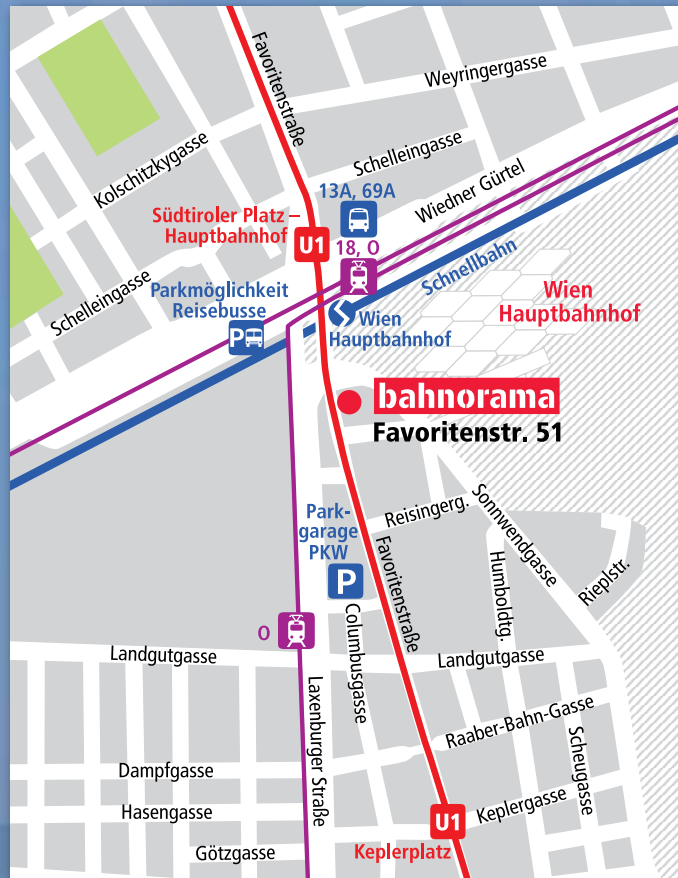 Favoritenstraße
Weyringergasse
Kolschitzkygasse
Schelleingasse
13A, 69A
Wiedner Gürtel
Südtiroler Platz –
Hauptbahnhof
U1
18, O
Schnellbahn
Schelleingasse
Parkmöglichkeit
Reisebusse
P
Wien
Hauptbahnhof
Wien
Hauptbahnhof
bahnorama
Favoritenstr. 51
Park-
garage
PKW
P
Reisingerg.
Sonnwendgasse
Favoritenstraße
Humboldtg.
Rieplstr.
Columbusgasse
O
Landgutgasse
Landgutgasse
Laxenburger Straße
Raaber-Bahn-Gasse
Scheugasse
Dampfgasse
Hasengasse
Keplergasse
U1
Götzgasse
Keplerplatz